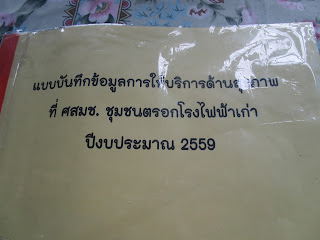 แบบบันทึกข้อมูลการให้บริการด้านสุขภาพ
ที่ ศสมช. ชุมชนตรอกโรงไฟฟ้าเก่า
ปีงบประมาณ 2559